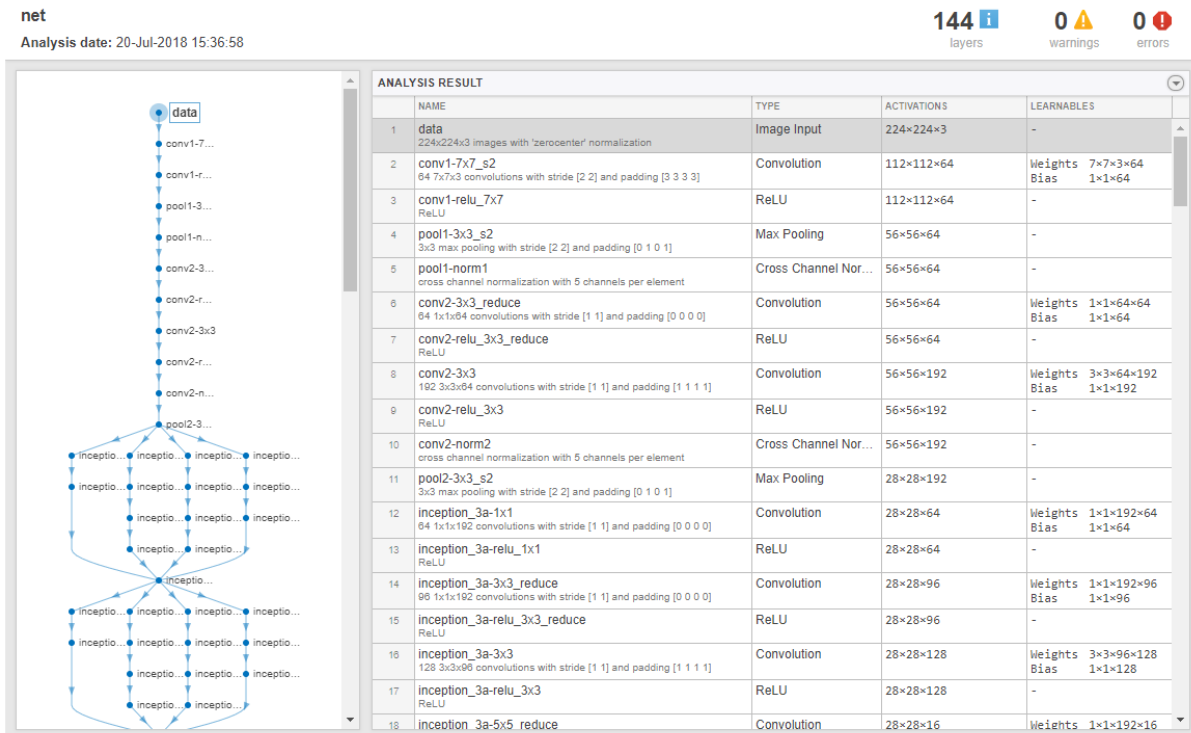 net
144 layers
0 warnings
0 errors
Analysis date: 20-Jul-2018 15:36:58
data
conv1-7...
conv1-r...
pool1-3...
pool1-n...
conv2-3...
conv2-r...
conv2-3x3
conv2-r...
conv2-n...
pool2-3...
inceptio... inceptio... inceptio... inceptio...
inceptio... inceptio... inceptio... inceptio...
inceptio... inceptio... inceptio...
inceptio... inceptio...
inceptio...
inceptio... inceptio... inceptio... inceptio...
inceptio... inceptio... inceptio... inceptio...
inceptio... inceptio... inceptio...
inceptio... inceptio...
ANALYSIS RESULT
NAME TYPE ACTIVATIONS LEARNABLES
1 data Image Input 224×224×3 -
224x224x3 images with 'zerocenter' normalization
2 conv1-7x7_s2 Convolution 112×112×64 Weights 7×7×3×64
64 7x7x3 convolutions with stride [2 2] and padding [3 3 3 3] Bias 1×1×64
3 conv1-relu_7x7 ReLU 112×112×64 -
ReLU
4 pool1-3x3_s2 Max Pooling 56×56×64 -
3x3 max pooling with stride [2 2] and padding [0 1 0 1]
5 pool1-norm1 Cross Channel Nor... 56×56×64 -
cross channel normalization with 5 channels per element
6 conv2-3x3_reduce Convolution 56×56×64 Weights 1×1×64×64
64 1x1x64 convolutions with stride [1 1] and padding [0 0 0 0] Bias 1×1×64
7 conv2-relu_3x3_reduce ReLU 56×56×64 -
ReLU
8 conv2-3x3 Convolution 56×56×192 Weights 3×3×64×192
192 3x3x64 convolutions with stride [1 1] and padding [1 1 1 1] Bias 1×1×192
9 conv2-relu_3x3 ReLU 56×56×192 -
ReLU
10 conv2-norm2 Cross Channel Nor... 56×56×192 -
cross channel normalization with 5 channels per element
11 pool2-3x3_s2 Max Pooling 28×28×192 -
3x3 max pooling with stride [2 2] and padding [0 1 0 1]
12 inception_3a-1x1 Convolution 28×28×64 Weights 1×1×192×64
64 1x1x192 convolutions with stride [1 1] and padding [0 0 0 0] Bias 1×1×64
13 inception_3a-relu_1x1 ReLU 28×28×64 -
ReLU
14 inception_3a-3x3_reduce Convolution 28×28×96 Weights 1×1×192×96
96 1x1x192 convolutions with stride [1 1] and padding [0 0 0 0] Bias 1×1×96
15 inception_3a-relu_3x3_reduce ReLU 28×28×96 -
ReLU
16 inception_3a-3x3 Convolution 28×28×128 Weights 3×3×96×128
128 3x3x96 convolutions with stride [1 1] and padding [1 1 1 1] Bias 1×1×128
17 inception_3a-relu_3x3 ReLU 28×28×128 -
ReLU
18 inception_3a-5x5_reduce Convolution 28×28×16 Weights 1×1×192×16